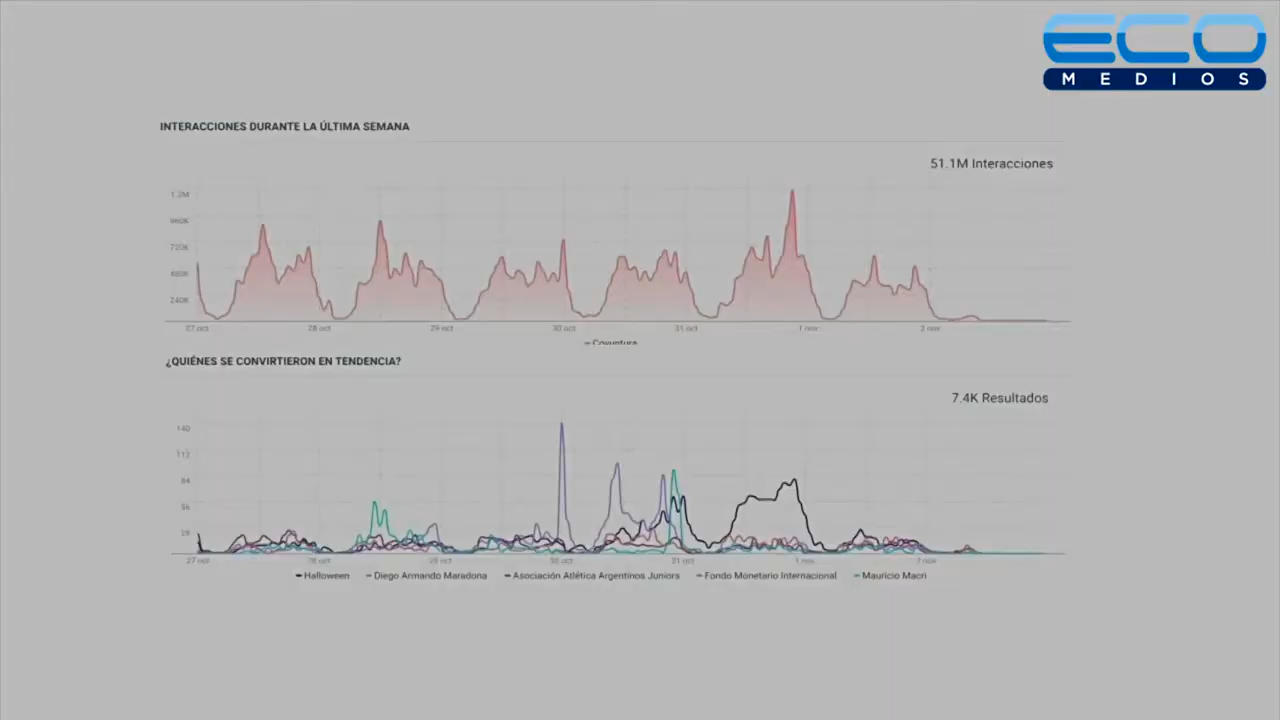 ECO
MEDIOS
INTERACCIONES DURANTE LA ÚLTIMA SEMANA
51.1M Interacciones
1.2M
960K
720K
480K
240K
27 oct
28 oct
29 oct
30 oct
31 oct
1 nov
2 nov
Coyuntura
¿QUIÉNES SE CONVIRTIERON EN TENDENCIA?
7.4K Resultados
140
112
84
56
28
27 oct
28 oct
29 oct
30 oct
31 oct
1 nov
2 nov
Halloween
Diego Armando Maradona
Asociación Atlética Argentinos Juniors
Fondo Monetario Internacional
Mauricio Macri